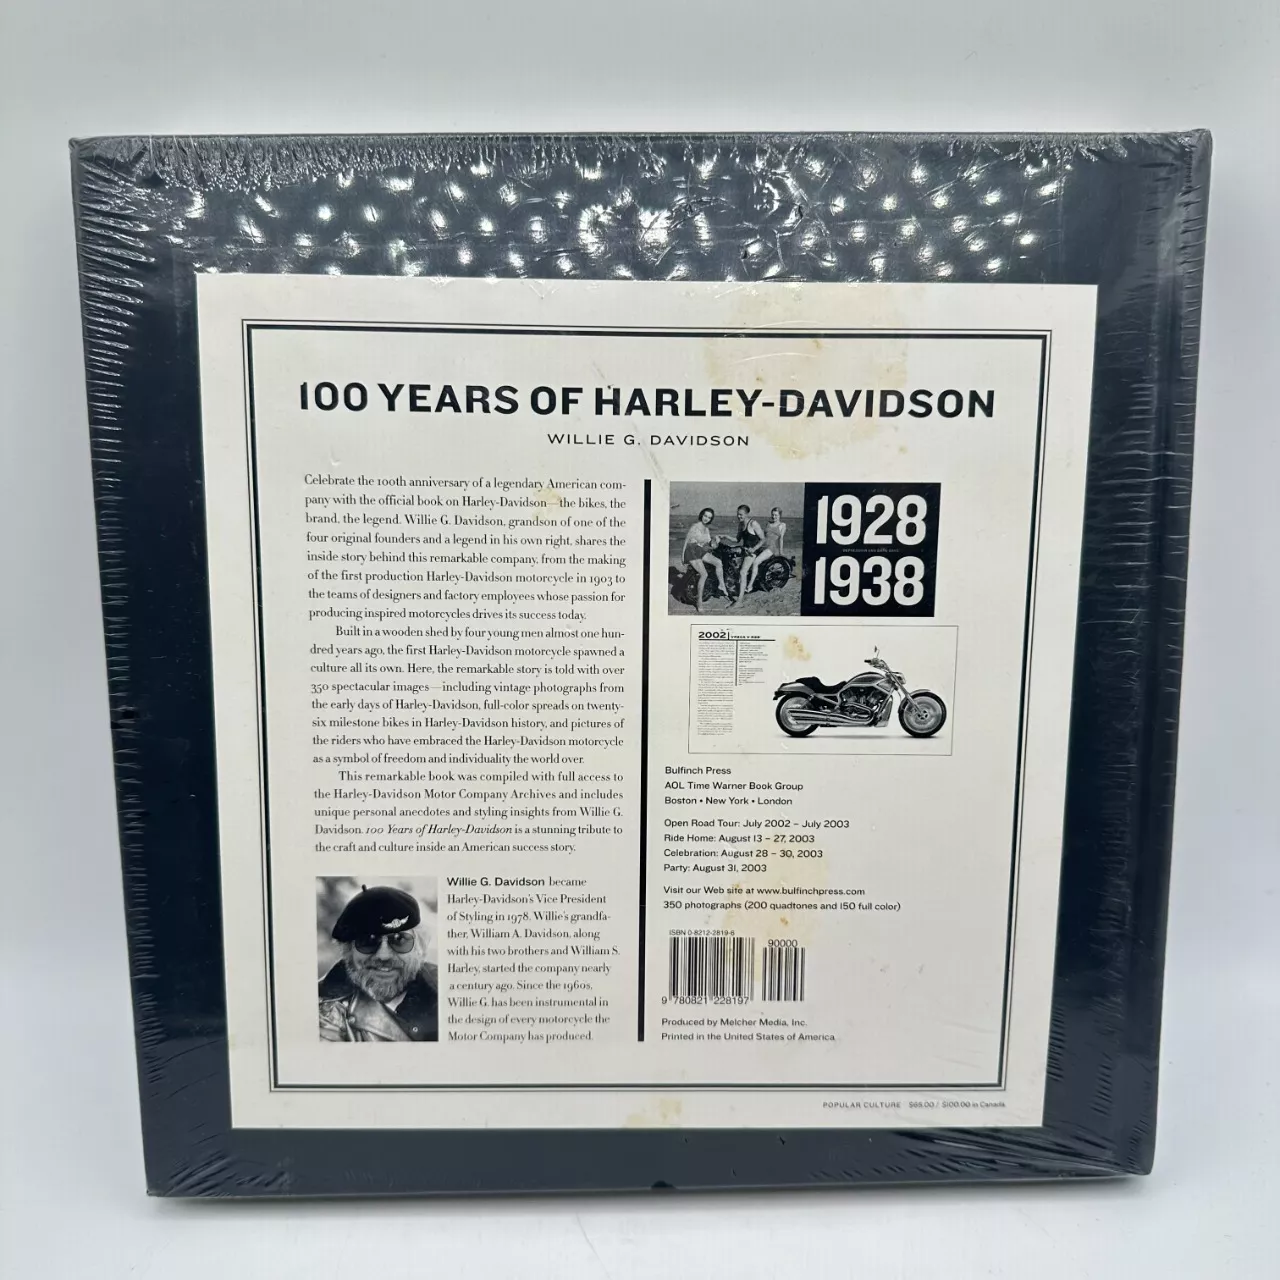 100 YEARS OF HARLEY-DAVIDSON
WILLIE G. DAVIDSON
Celebrate the 100th anniversary of a legendary American com-
pany with the official book on Harley-Davidson—the bikes, the
brand, the legend. Willie G. Davidson, grandson of one of the
four original founders and a legend in his own right, shares the
inside story behind this remarkable company, from the making
of the first production Harley-Davidson motorcycle in 1903 to
the teams of designers and factory employees whose passion for
producing inspired motorcycles drives its success today.
Built in a wooden shed by four young men almost one hun-
dred years ago, the first Harley-Davidson motorcycle spawned a
culture all its own. Here, the remarkable story is told with over
350 spectacular images—including vintage photographs from
the early days of Harley-Davidson, full-color spreads on twenty-
six milestone bikes in Harley-Davidson history, and pictures of
the riders who have embraced the Harley-Davidson motorcycle
as a symbol of freedom and individuality the world over.
This remarkable book was compiled with full access to
the Harley-Davidson Motor Company Archives and includes
unique personal anecdotes and styling insights from Willie G.
Davidson. 100 Years of Harley-Davidson is a stunning tribute to
the craft and culture inside an American success story.
Willie G. Davidson became
Harley-Davidson's Vice President
of Styling in 1978. Willie's grandfa-
ther, William A. Davidson, along
with his two brothers and William S.
Harley, started the company nearly
a century ago. Since the 1960s,
Willie G. has been instrumental in
the design of every motorcycle the
Motor Company has produced.
1928
1938
2002
Bulfinch Press
AOL Time Warner Book Group
Boston • New York • London
Open Road Tour: July 2002 – July 2003
Ride Home: August 13 – 27, 2003
Celebration: August 28 – 30, 2003
Party: August 31, 2003
Visit our Web site at www.bulfinchpress.com
350 photographs (200 quadtones and 150 full color)
ISBN 0-8212-2819-6
90000
9 780821 228197
Produced by Melcher Media, Inc.
Printed in the United States of America
POPULAR CULTURE $65.00 / $100.00 in Canada